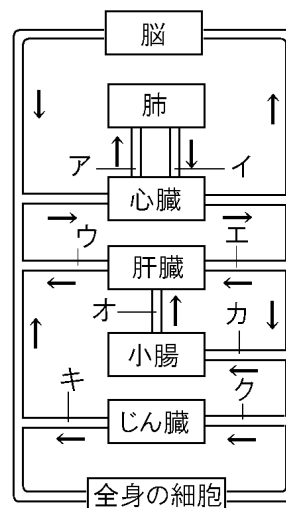 脳
肺
ア
イ
心臓
ウ
エ
肝臓
オ
カ
小腸
キ
ク
じん臓
全身の細胞